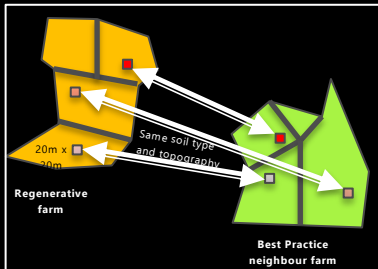 20m x
20m
Same soil type
and topography
Regenerative
farm
Best Practice
neighbour farm